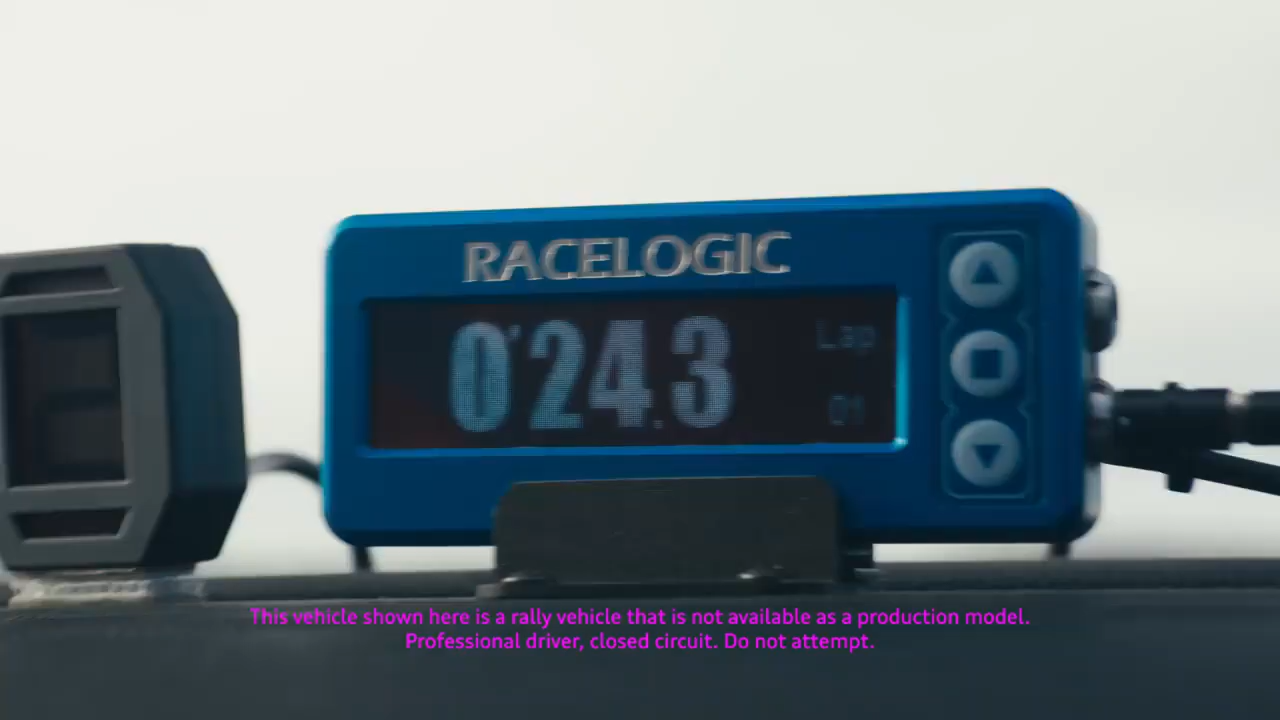 RACELOGIC
0'24.3
Lap
01
This vehicle shown here is a rally vehicle that is not available as a production model.
Professional driver, closed circuit. Do not attempt.